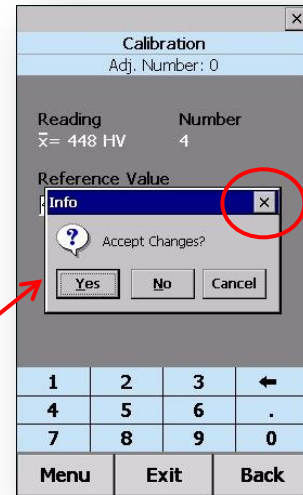 ×
Calibration
Adj. Number: 0
Reading Number
x̅= 448 HV 4
Reference Value
Info ×
? Accept Changes?
Yes No Cancel
1 2 3 ←
4 5 6 .
7 8 9 0
Menu Exit Back